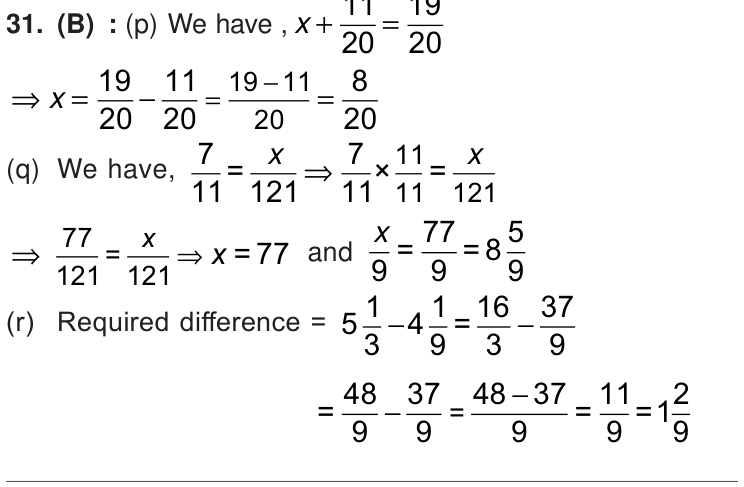 31. (B) : (p) We have , x + 11/20 = 19/20
⇒ x = 19/20 − 11/20 = (19 − 11)/20 = 8/20
(q) We have, 7/11 = x/121 ⇒ 7/11 × 11/11 = x/121
⇒ 77/121 = x/121 ⇒ x = 77 and x/9 = 77/9 = 8 5/9
(r) Required difference = 5 1/3 − 4 1/9 = 16/3 − 37/9
= 48/9 − 37/9 = (48 − 37)/9 = 11/9 = 1 2/9